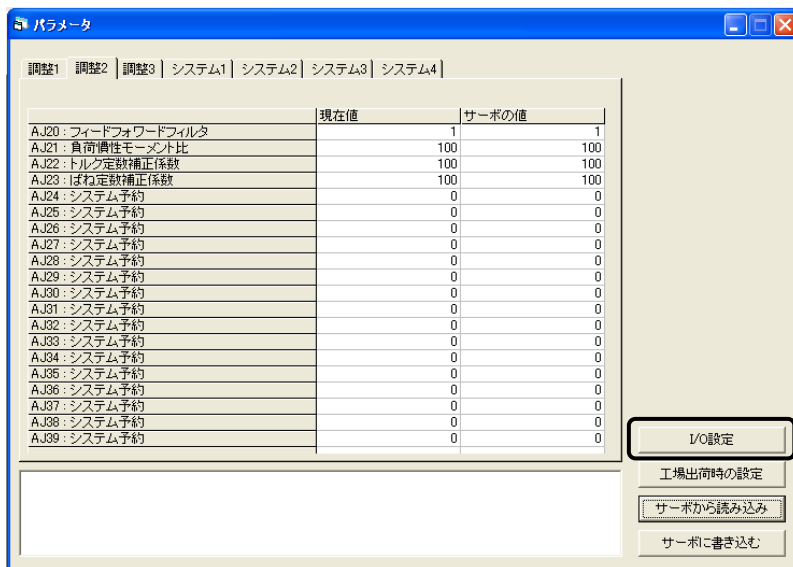 パラメータ
調整1 調整2 調整3 システム1 システム2 システム3 システム4
現在値 サーボの値
AJ20 : フィードフォワードフィルタ 1 1
AJ21 : 負荷慣性モーメント比 100 100
AJ22 : トルク定数補正係数 100 100
AJ23 : ばね定数補正係数 100 100
AJ24 : システム予約 0 0
AJ25 : システム予約 0 0
AJ26 : システム予約 0 0
AJ27 : システム予約 0 0
AJ28 : システム予約 0 0
AJ29 : システム予約 0 0
AJ30 : システム予約 0 0
AJ31 : システム予約 0 0
AJ32 : システム予約 0 0
AJ33 : システム予約 0 0
AJ34 : システム予約 0 0
AJ35 : システム予約 0 0
AJ36 : システム予約 0 0
AJ37 : システム予約 0 0
AJ38 : システム予約 0 0
AJ39 : システム予約 0 0
I/O設定
工場出荷時の設定
サーボから読み込み
サーボに書き込む